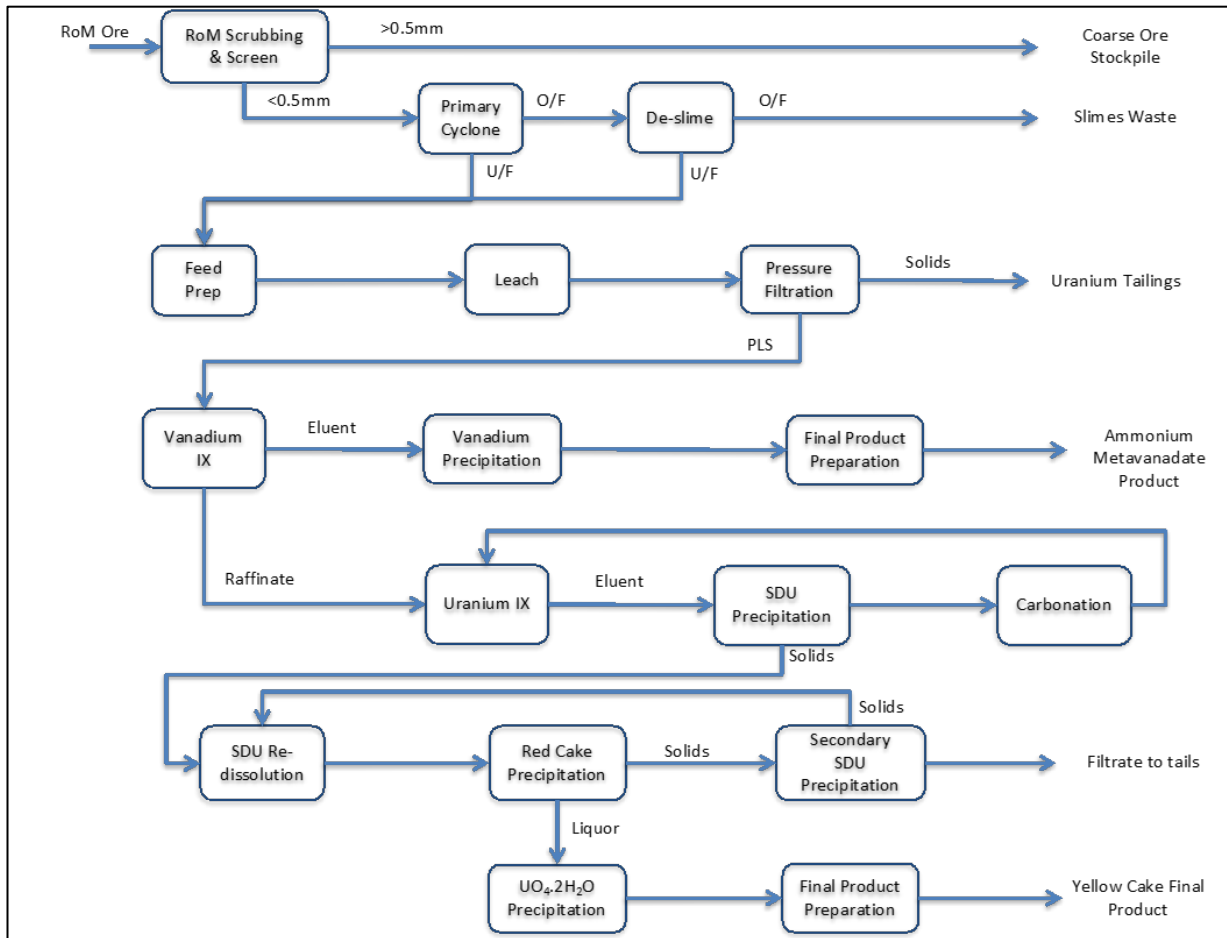 RoM Ore
RoM Scrubbing
& Screen
>0.5mm
Coarse Ore
Stockpile
<0.5mm
Primary
Cyclone
O/F
De-slime
O/F
Slimes Waste
U/F
U/F
Feed
Prep
Leach
Pressure
Filtration
Solids
Uranium Tailings
PLS
Vanadium
IX
Eluent
Vanadium
Precipitation
Final Product
Preparation
Ammonium
Metavanadate
Product
Raffinate
Uranium IX
Eluent
SDU
Precipitation
Carbonation
Solids
Solids
SDU Re-
dissolution
Red Cake
Precipitation
Solids
Secondary
SDU
Precipitation
Filtrate to tails
Liquor
UO₄.2H₂O
Precipitation
Final Product
Preparation
Yellow Cake Final
Product